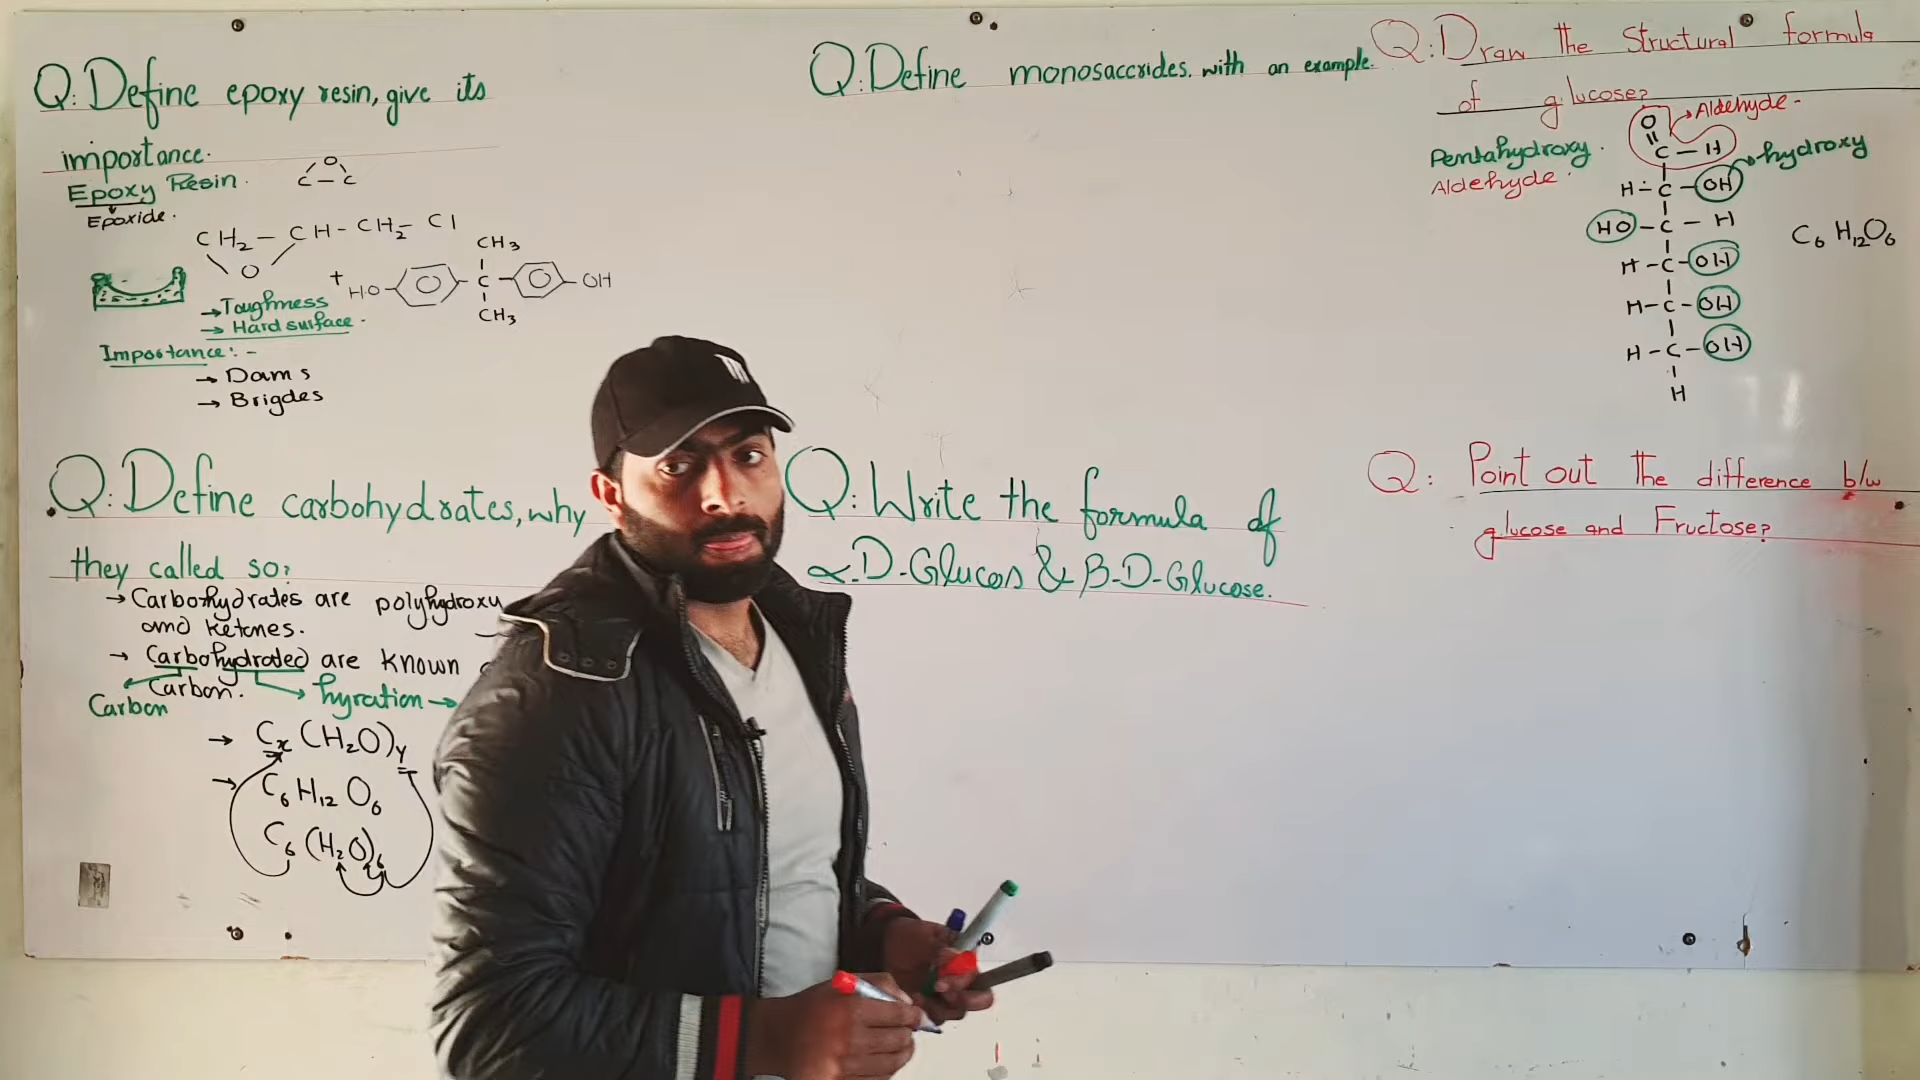 Q: Define epoxy resin, give its
importance.
Epoxy Resin.
Epoxide.
O
C - C
CH2 - CH - CH2 - Cl
O
+
HO
CH3
C
CH3
OH
→ Toughness
→ Hard surface.
Importance: -
→ Dams
→ Brigdes
Q: Define carbohydrates, why
they called so?
→ Carbohydrates are polyhydroxy
and ketones.
→ Carbohydrated are known
Carbon.
Carbon
hyration →
→ Cx (H2O)y
→ C6 H12 O6
C6 (H2O)6
Q: Define monosaccrides. with an example.
Q: Write the formula of
α-D-Glucos & β-D-Glucose.
Q: Draw the Structural formula
of glucose?
Aldehyde -
Pentahydroxy.
Aldehyde.
hydroxy
O
C - H
H - C - OH
HO - C - H
C6 H12O6
H - C - OH
H - C - OH
H - C - OH
H
Q: Point out the difference b/w
glucose and Fructose?